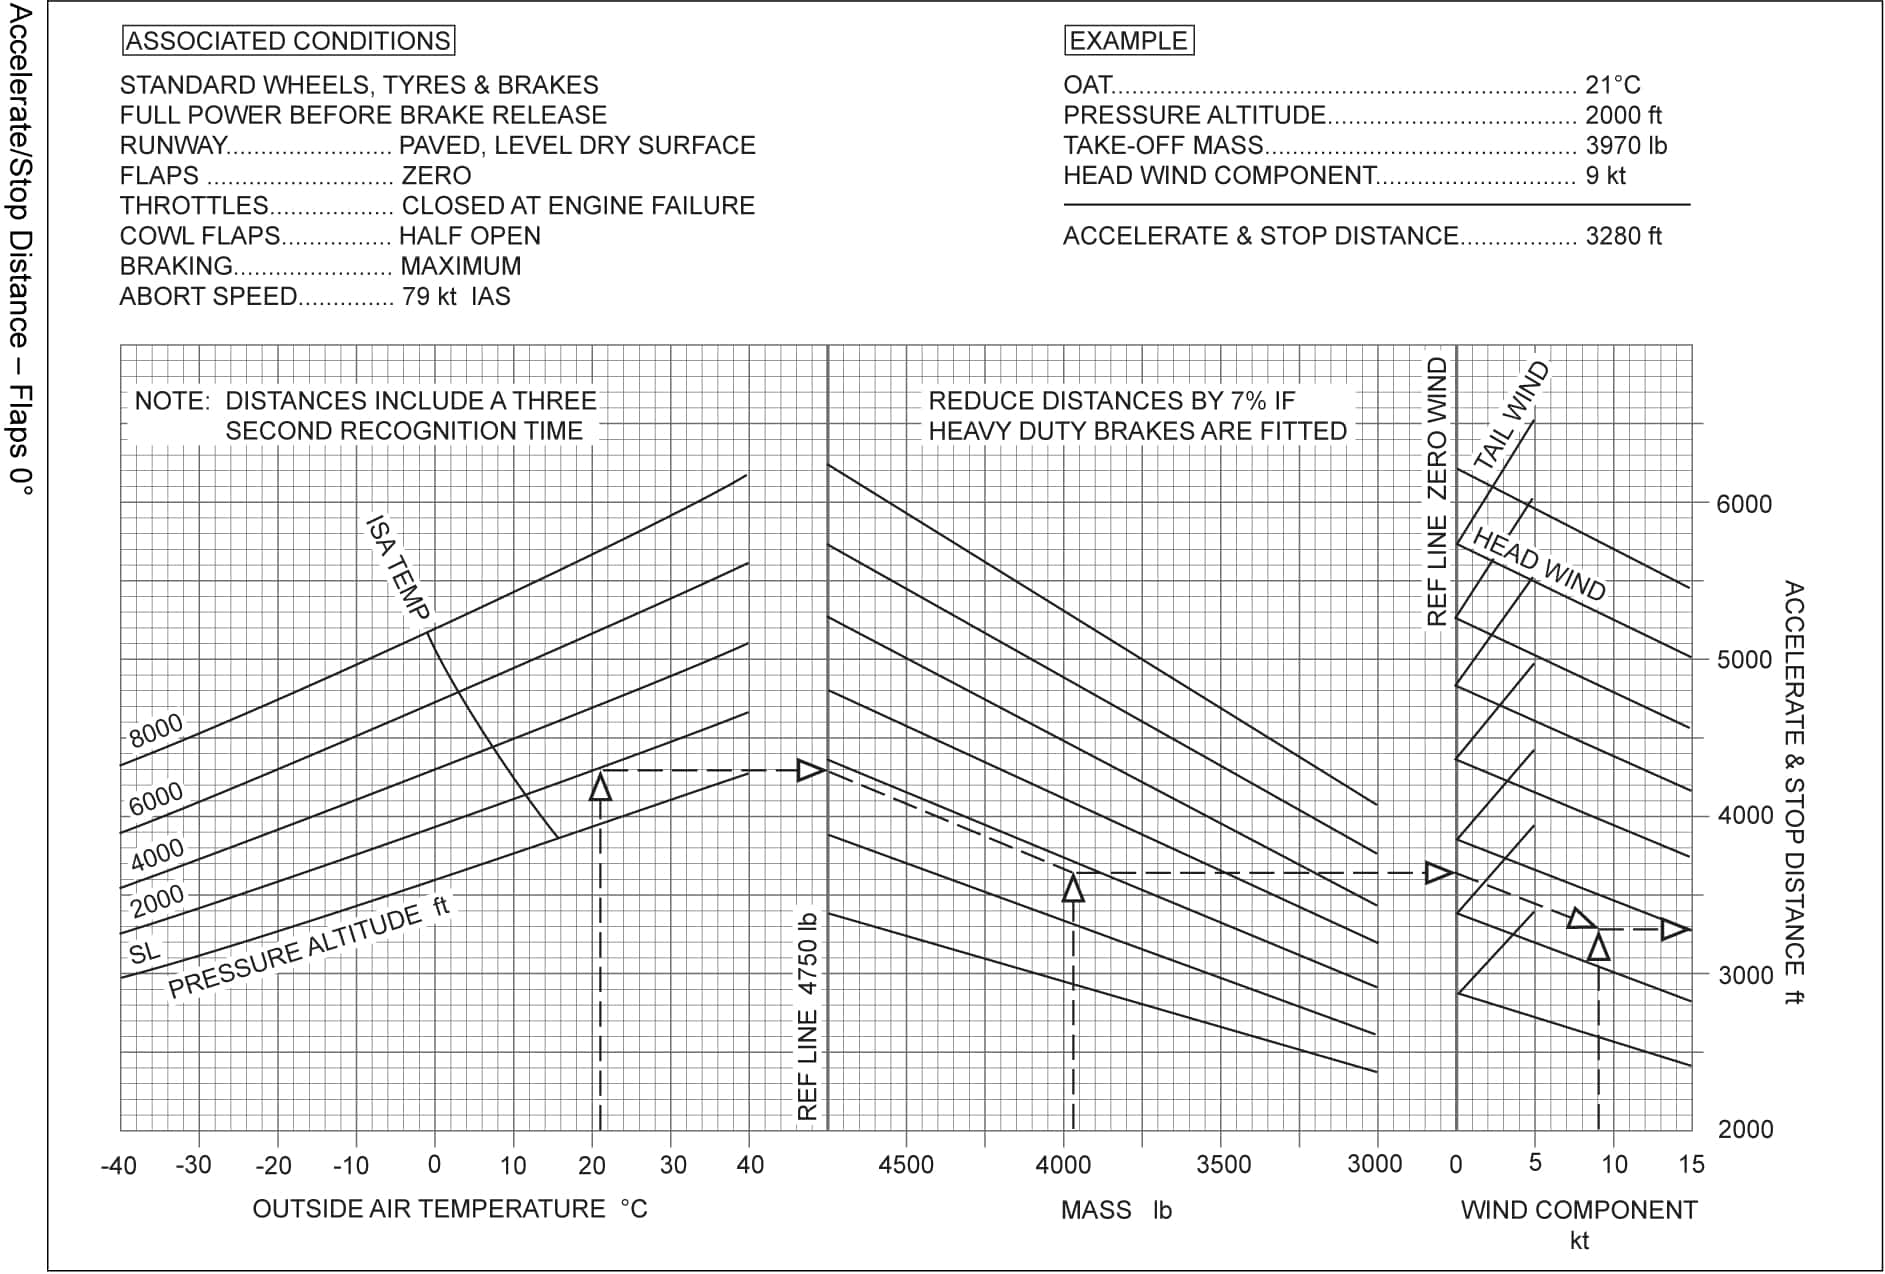 Accelerate/Stop Distance – Flaps 0°
ASSOCIATED CONDITIONS
STANDARD WHEELS, TYRES & BRAKES
FULL POWER BEFORE BRAKE RELEASE
RUNWAY....................... PAVED, LEVEL DRY SURFACE
FLAPS .......................... ZERO
THROTTLES.................. CLOSED AT ENGINE FAILURE
COWL FLAPS................ HALF OPEN
BRAKING....................... MAXIMUM
ABORT SPEED.............. 79 kt IAS
EXAMPLE
OAT.................................................................. 21°C
PRESSURE ALTITUDE.................................... 2000 ft
TAKE-OFF MASS............................................. 3970 lb
HEAD WIND COMPONENT............................. 9 kt
ACCELERATE & STOP DISTANCE................. 3280 ft
NOTE: DISTANCES INCLUDE A THREE
SECOND RECOGNITION TIME
REDUCE DISTANCES BY 7% IF
HEAVY DUTY BRAKES ARE FITTED
ISA TEMP
8000
6000
4000
2000
SL
PRESSURE ALTITUDE ft
REF LINE 4750 lb
REF LINE ZERO WIND
TAIL WIND
HEAD WIND
6000
5000
4000
3000
2000
ACCELERATE & STOP DISTANCE ft
-40 -30 -20 -10 0 10 20 30 40 4500 4000 3500 3000 0 5 10 15
OUTSIDE AIR TEMPERATURE °C
MASS lb
WIND COMPONENT
kt